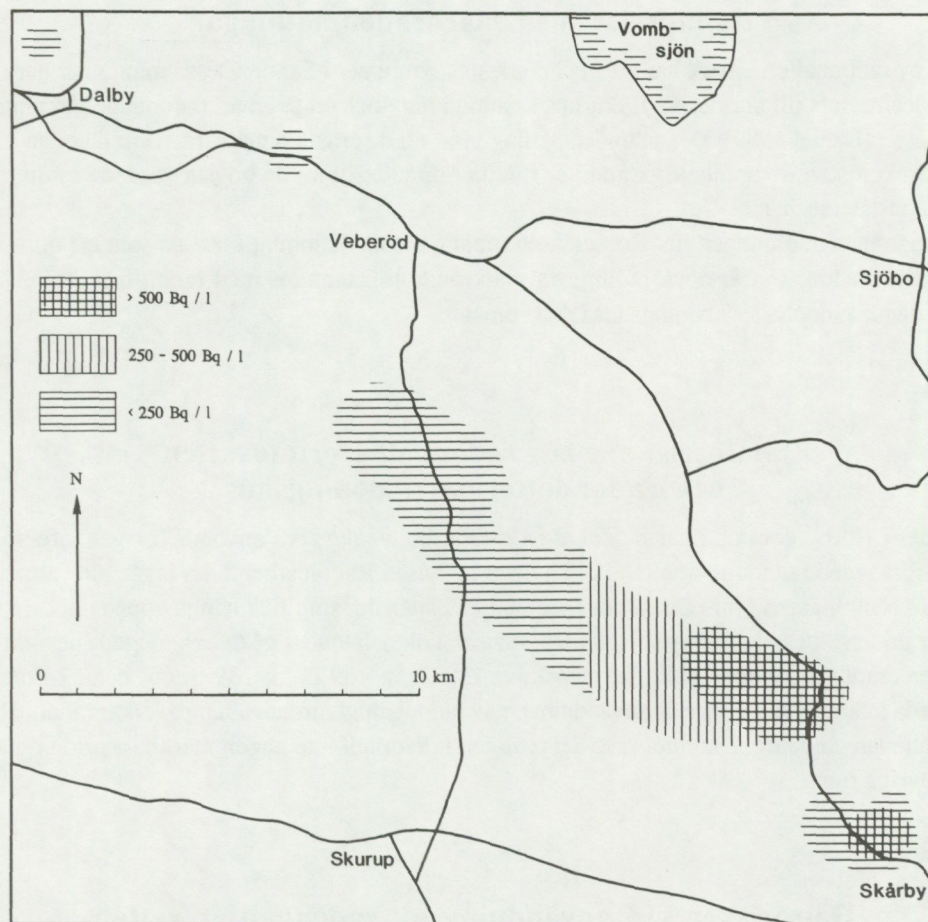 Vomb-
sjön
Dalby
Veberöd
Sjöbo
> 500 Bq / l
250 - 500 Bq / l
< 250 Bq / l
N
0 10 km
Skurup
Skårby